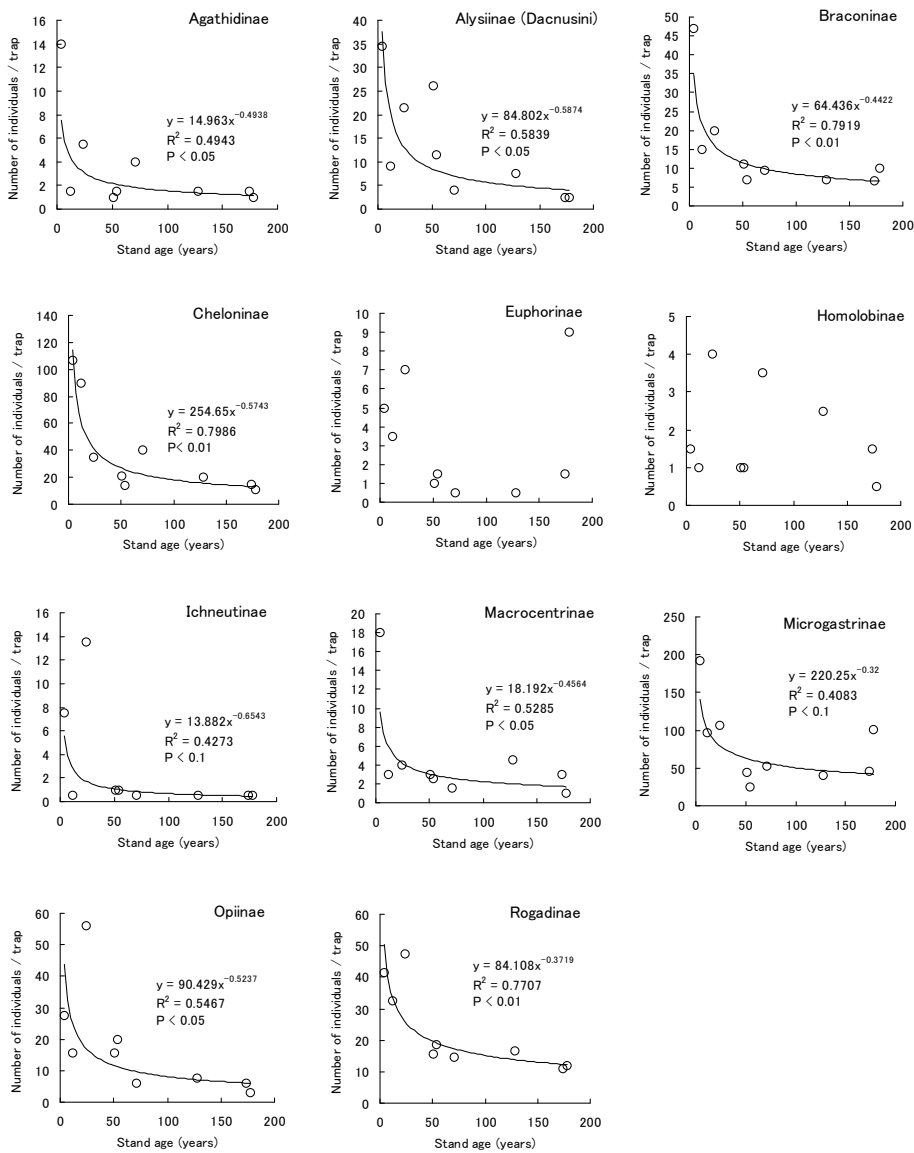 Agathidinae
Number of individuals / trap
16
14
12
10
8
6
4
2
0
y = 14.963x^−0.4938
R² = 0.4943
P < 0.05
0 50 100 150 200
Stand age (years)
Alysiinae (Dacnusini)
Number of individuals / trap
40
35
30
25
20
15
10
5
0
y = 84.802x^−0.5874
R² = 0.5839
P < 0.05
0 50 100 150 200
Stand age (years)
Braconinae
Number of individuals / trap
50
45
40
35
30
25
20
15
10
5
0
y = 64.436x^−0.4422
R² = 0.7919
P < 0.01
0 50 100 150 200
Stand age (years)
Cheloninae
Number of individuals / trap
140
120
100
80
60
40
20
0
y = 254.65x^−0.5743
R² = 0.7986
P< 0.01
0 50 100 150 200
Stand age (years)
Euphorinae
Number of individuals / trap
10
9
8
7
6
5
4
3
2
1
0
0 50 100 150 200
Stand age (years)
Homolobinae
Number of individuals / trap
5
4
3
2
1
0
0 50 100 150 200
Stand age (years)
Ichneutinae
Number of individuals / trap
16
14
12
10
8
6
4
2
0
y = 13.882x^−0.6543
R² = 0.4273
P < 0.1
0 50 100 150 200
Stand age (years)
Macrocentrinae
Number of individuals / trap
20
18
16
14
12
10
8
6
4
2
0
y = 18.192x^−0.4564
R² = 0.5285
P < 0.05
0 50 100 150 200
Stand age (years)
Microgastrinae
Number of individuals / trap
250
200
150
100
50
0
y = 220.25x^−0.32
R² = 0.4083
P < 0.1
0 50 100 150 200
Stand age (years)
Opiinae
Number of individuals / trap
60
50
40
30
20
10
0
y = 90.429x^−0.5237
R² = 0.5467
P < 0.05
0 50 100 150 200
Stand age (years)
Rogadinae
Number of individuals / trap
60
50
40
30
20
10
0
y = 84.108x^−0.3719
R² = 0.7707
P < 0.01
0 50 100 150 200
Stand age (years)